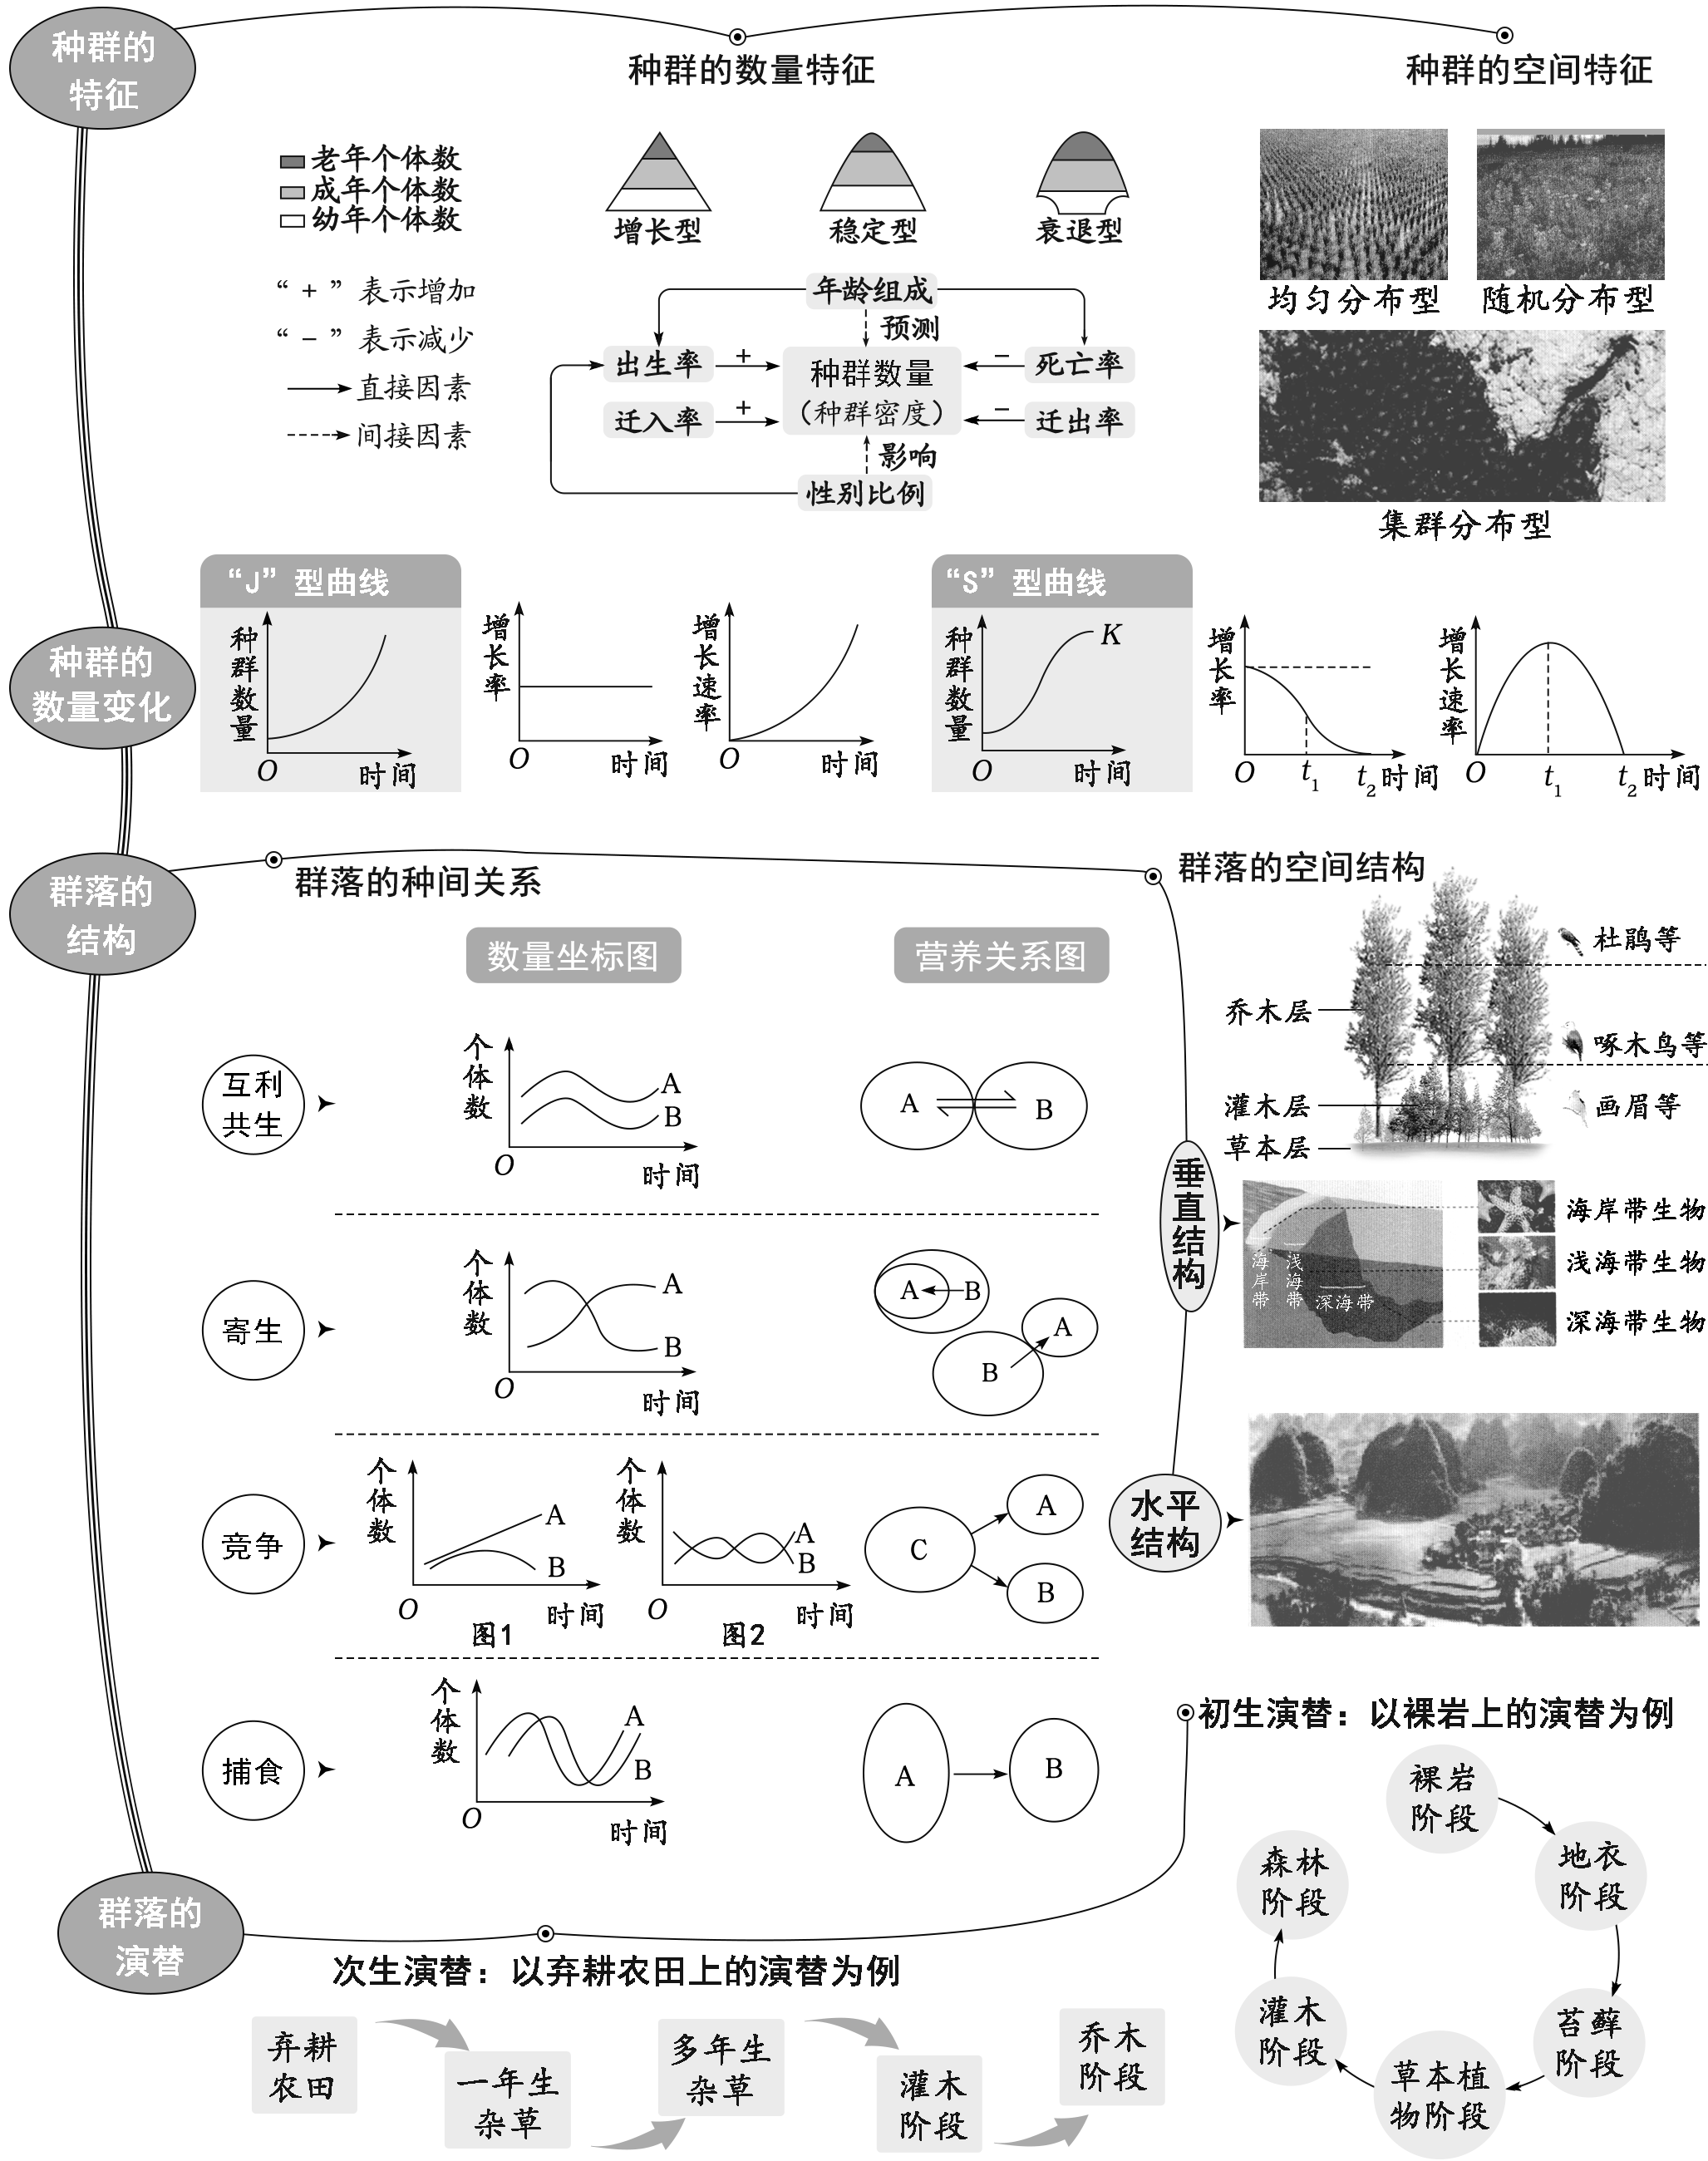 种群的
特征
种群的数量特征
种群的空间特征
老年个体数
成年个体数
幼年个体数
增长型
稳定型
衰退型
“+”表示增加
“-”表示减少
直接因素
间接因素
年龄组成
预测
出生率
+
种群数量
(种群密度)
-
死亡率
迁入率
+
-
迁出率
影响
性别比例
均匀分布型
随机分布型
集群分布型
种群的
数量变化
“J”型曲线
种群数量
O
时间
增长率
O
时间
增长速率
O
时间
“S”型曲线
种群数量
K
O
时间
增长率
O
t1
t2
时间
增长速率
O
t1
t2
时间
群落的
结构
群落的种间关系
群落的空间结构
数量坐标图
营养关系图
互利
共生
个体数
A
B
O
时间
A
B
寄生
个体数
A
B
O
时间
A
B
A
B
竞争
个体数
A
B
O
时间
图1
个体数
A
B
O
时间
图2
C
A
B
捕食
个体数
A
B
O
时间
A
B
垂直结构
杜鹃等
乔木层
啄木鸟等
灌木层
画眉等
草本层
海岸带
浅海带
深海带
海岸带生物
浅海带生物
深海带生物
水平
结构
群落的
演替
初生演替：以裸岩上的演替为例
裸岩
阶段
地衣
阶段
苔藓
阶段
草本植
物阶段
灌木
阶段
森林
阶段
次生演替：以弃耕农田上的演替为例
弃耕
农田
一年生
杂草
多年生
杂草
灌木
阶段
乔木
阶段